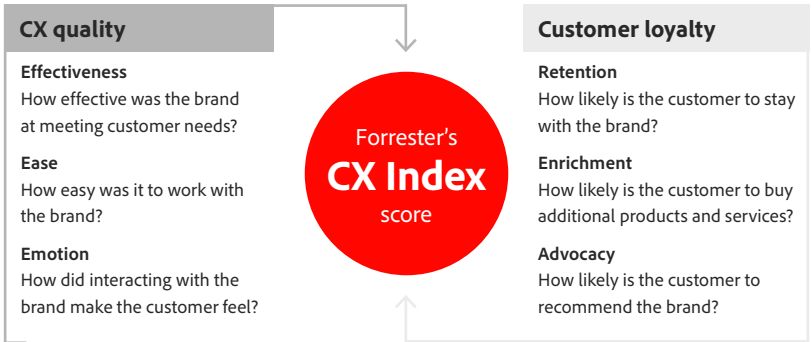 CX quality
Effectiveness
How effective was the brand
at meeting customer needs?
Ease
How easy was it to work with
the brand?
Emotion
How did interacting with the
brand make the customer feel?
Forrester’s
CX Index
score
Customer loyalty
Retention
How likely is the customer to stay
with the brand?
Enrichment
How likely is the customer to buy
additional products and services?
Advocacy
How likely is the customer to
recommend the brand?